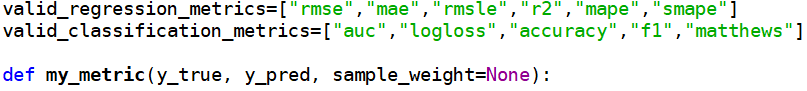 valid_regression_metrics=["rmse","mae","rmsle","r2","mape","smape"]
valid_classification_metrics=["auc","logloss","accuracy","f1","matthews"]
def my_metric(y_true, y_pred, sample_weight=None):